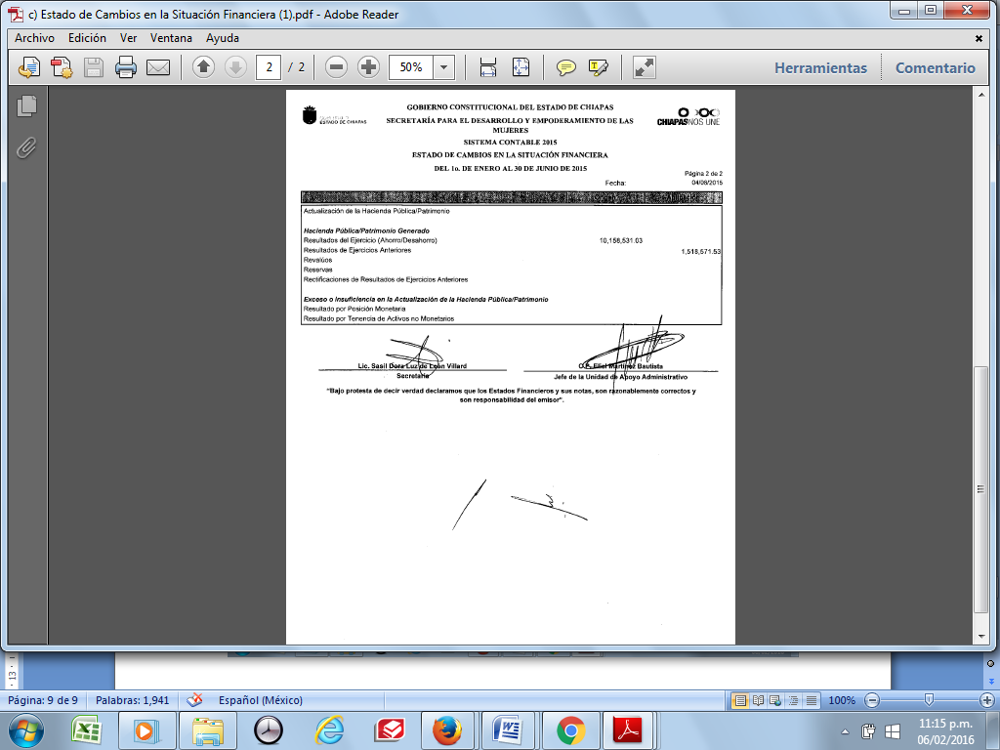 c) Estado de Cambios en la Situación Financiera (1).pdf - Adobe Reader
Archivo Edición Ver Ventana Ayuda
2 / 2 50% Herramientas Comentario
GOBIERNO CONSTITUCIONAL DEL ESTADO DE CHIAPAS
ESTADO DE CHIAPAS
CHIAPASNOS UNE
SECRETARÍA PARA EL DESARROLLO Y EMPODERAMIENTO DE LAS
MUJERES
SISTEMA CONTABLE 2015
ESTADO DE CAMBIOS EN LA SITUACIÓN FINANCIERA
DEL 1o. DE ENERO AL 30 DE JUNIO DE 2015
Página 2 de 2
Fecha: 04/08/2015
Actualización de la Hacienda Pública/Patrimonio
Hacienda Pública/Patrimonio Generado
Resultados del Ejercicio (Ahorro/Desahorro) 10,158,531.03
Resultados de Ejercicios Anteriores 1,518,571.53
Revalúos
Reservas
Rectificaciones de Resultados de Ejercicios Anteriores
Exceso o Insuficiencia en la Actualización de la Hacienda Pública/Patrimonio
Resultado por Posición Monetaria
Resultado por Tenencia de Activos no Monetarios
Lic. Sasil Dora Luz de León Villard C.P. Eliel Martínez Bautista
Secretaria Jefe de la Unidad de Apoyo Administrativo
"Bajo protesta de decir verdad declaramos que los Estados Financieros y sus notas, son razonablemente correctos y
son responsabilidad del emisor".
13
Página: 9 de 9 Palabras: 1,941 Español (México) 100%
11:15 p.m.
06/02/2016